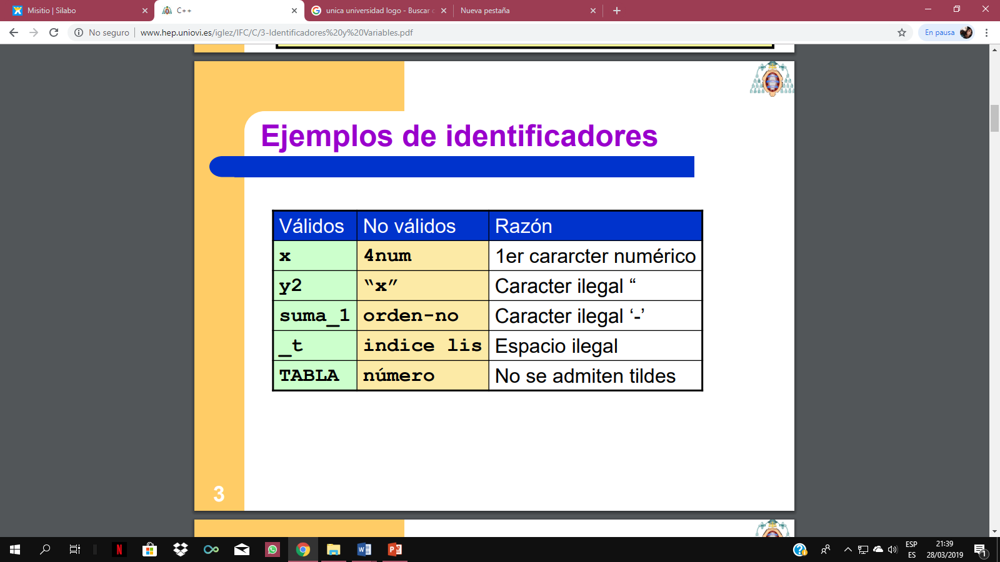 Misitio | Silabo
C++
unica universidad logo - Buscar c
Nueva pestaña
No seguro
www.hep.uniovi.es/iglez/IFC/C/3-Identificadores%20y%20Variables.pdf
En pausa
Ejemplos de identificadores
Válidos No válidos Razón
x 4num 1er cararcter numérico
y2 “x” Caracter ilegal “
suma_1 orden-no Caracter ilegal ‘-’
_t indice lis Espacio ilegal
TABLA número No se admiten tildes
3
ESP 21:39
ES 28/03/2019
1